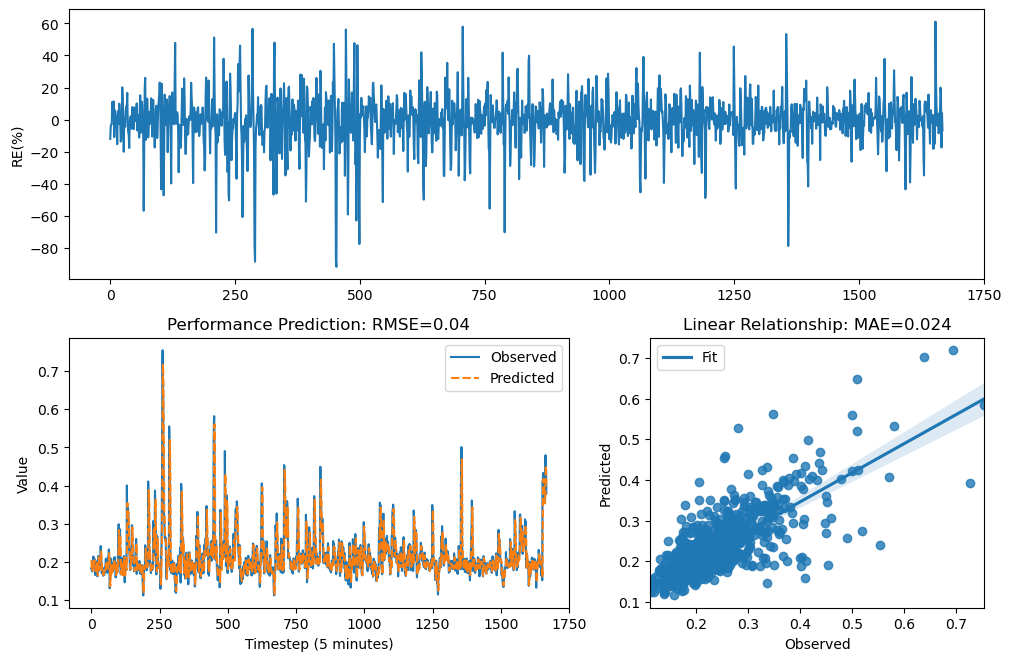 60
40
20
0
−20
−40
−60
−80
RE(%)
0 250 500 750 1000 1250 1500 1750
Performance Prediction: RMSE=0.04
Observed
Predicted
0.7
0.6
0.5
0.4
0.3
0.2
0.1
Value
0 250 500 750 1000 1250 1500 1750
Timestep (5 minutes)
Linear Relationship: MAE=0.024
Fit
0.7
0.6
0.5
0.4
0.3
0.2
0.1
Predicted
0.2 0.3 0.4 0.5 0.6 0.7
Observed